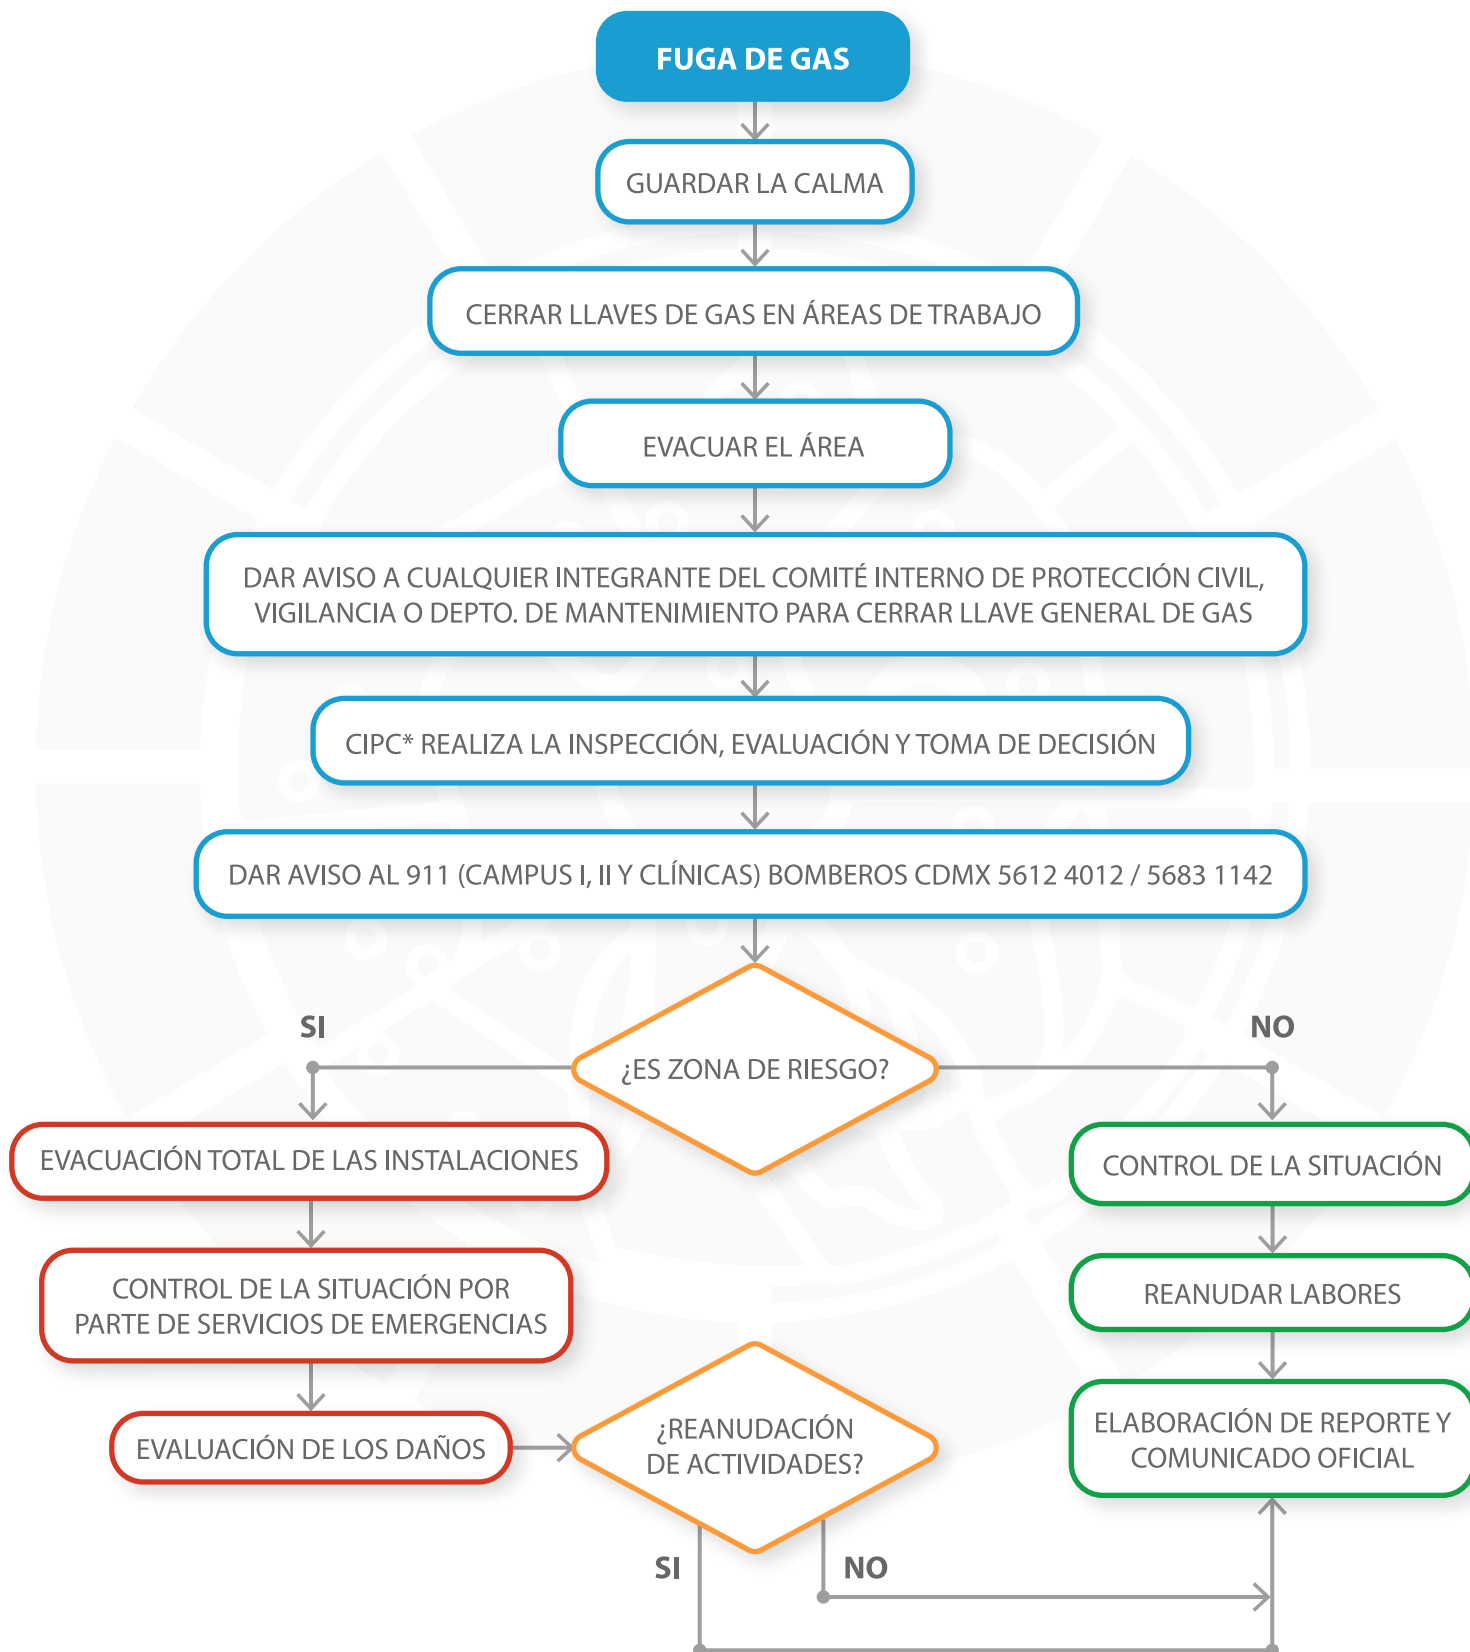 FUGA DE GAS
GUARDAR LA CALMA
CERRAR LLAVES DE GAS EN ÁREAS DE TRABAJO
EVACUAR EL ÁREA
DAR AVISO A CUALQUIER INTEGRANTE DEL COMITÉ INTERNO DE PROTECCIÓN CIVIL,
VIGILANCIA O DEPTO. DE MANTENIMIENTO PARA CERRAR LLAVE GENERAL DE GAS
CIPC* REALIZA LA INSPECCIÓN, EVALUACIÓN Y TOMA DE DECISIÓN
DAR AVISO AL 911 (CAMPUS I, II Y CLÍNICAS) BOMBEROS CDMX 5612 4012 / 5683 1142
¿ES ZONA DE RIESGO?
SI
NO
EVACUACIÓN TOTAL DE LAS INSTALACIONES
CONTROL DE LA SITUACIÓN POR
PARTE DE SERVICIOS DE EMERGENCIAS
EVALUACIÓN DE LOS DAÑOS
¿REANUDACIÓN
DE ACTIVIDADES?
SI
NO
CONTROL DE LA SITUACIÓN
REANUDAR LABORES
ELABORACIÓN DE REPORTE Y
COMUNICADO OFICIAL